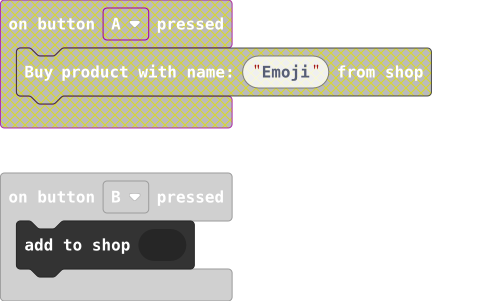 on button A pressed
Buy product with name: "Emoji" from shop
on button B pressed
add to shop